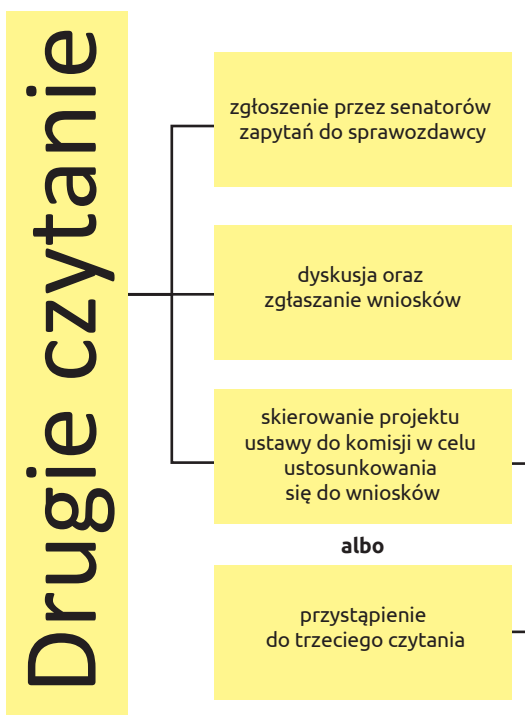 Drugie czytanie
zgłoszenie przez senatorów
zapytań do sprawozdawcy
dyskusja oraz
zgłaszanie wniosków
skierowanie projektu
ustawy do komisji w celu
ustosunkowania
się do wniosków
albo
przystąpienie
do trzeciego czytania